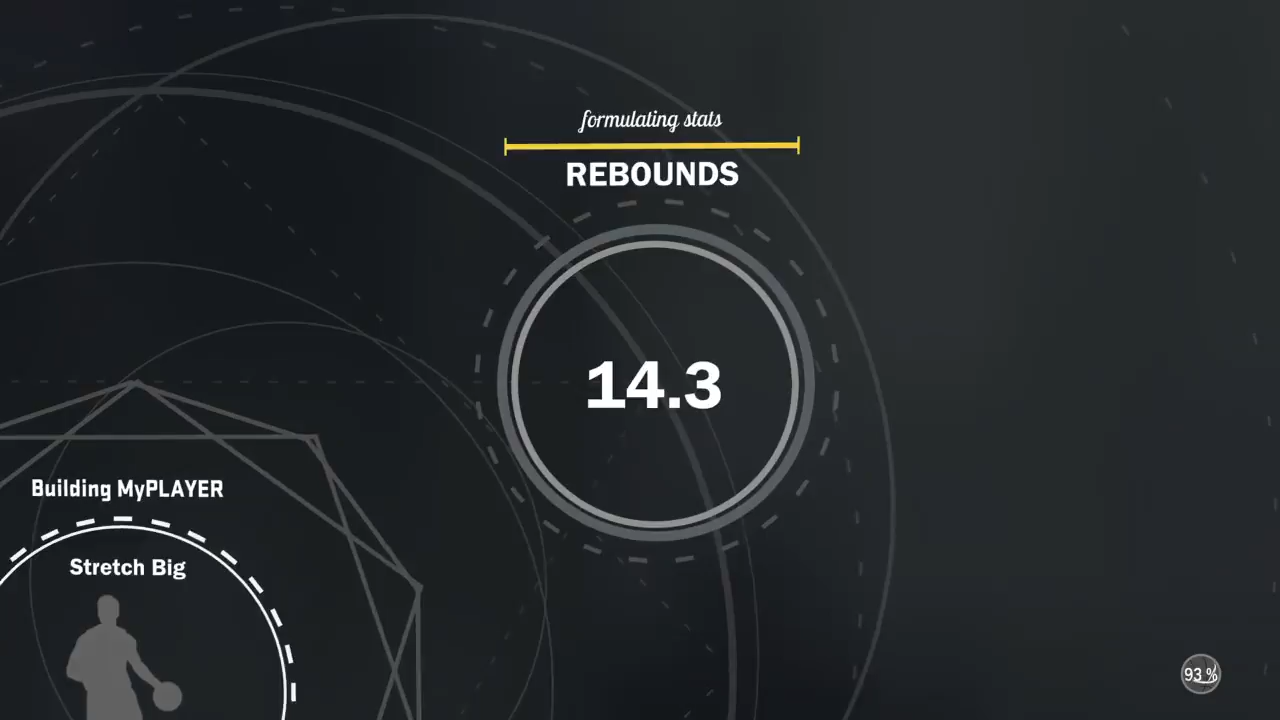 formulating stats
REBOUNDS
14.3
Building MyPLAYER
Stretch Big
93 %